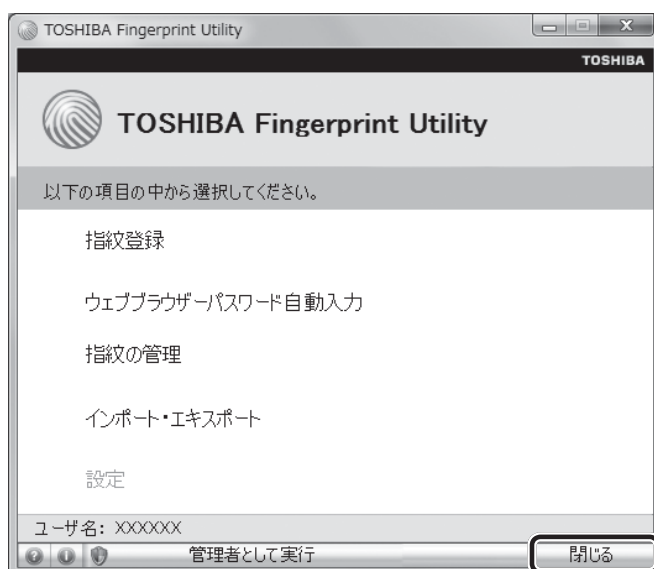 TOSHIBA Fingerprint Utility
TOSHIBA
TOSHIBA Fingerprint Utility
以下の項目の中から選択してください。
指紋登録
ウェブブラウザーパスワード自動入力
指紋の管理
インポート・エキスポート
設定
ユーザ名: XXXXXX
管理者として実行
閉じる